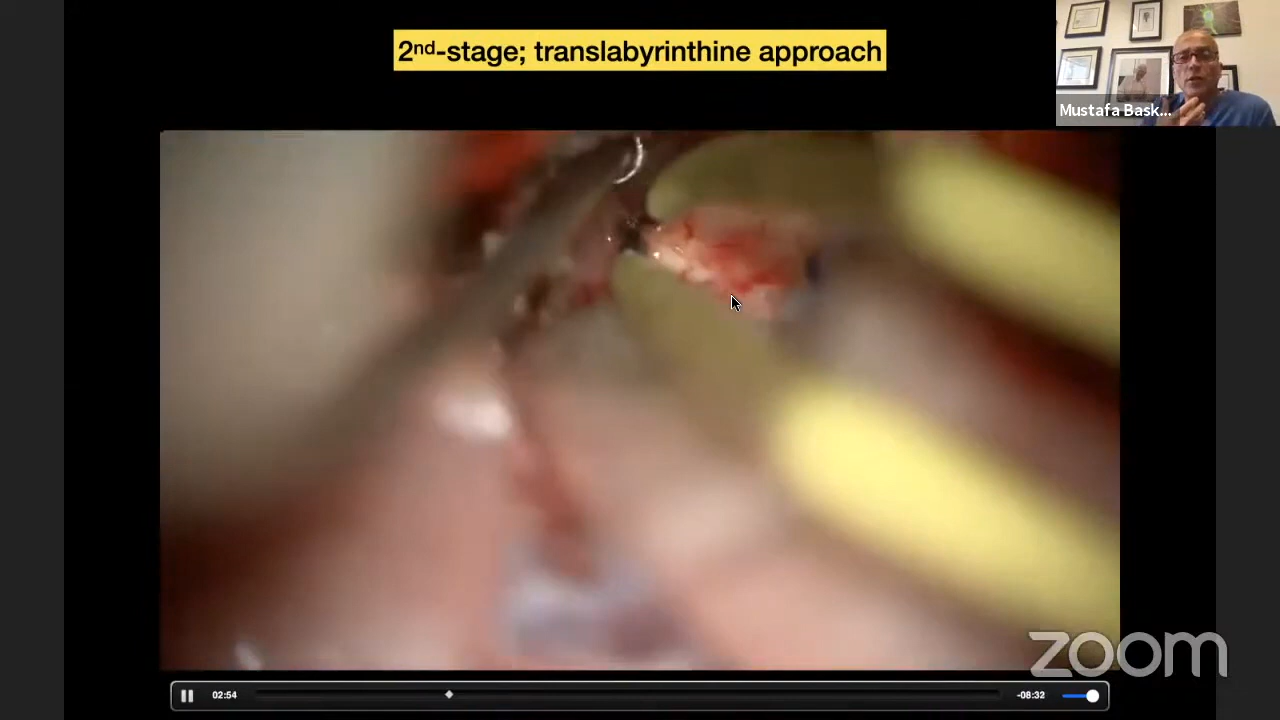 2nd-stage; translabyrinthine approach
Mustafa Bask...
02:54
-08:32
zoom